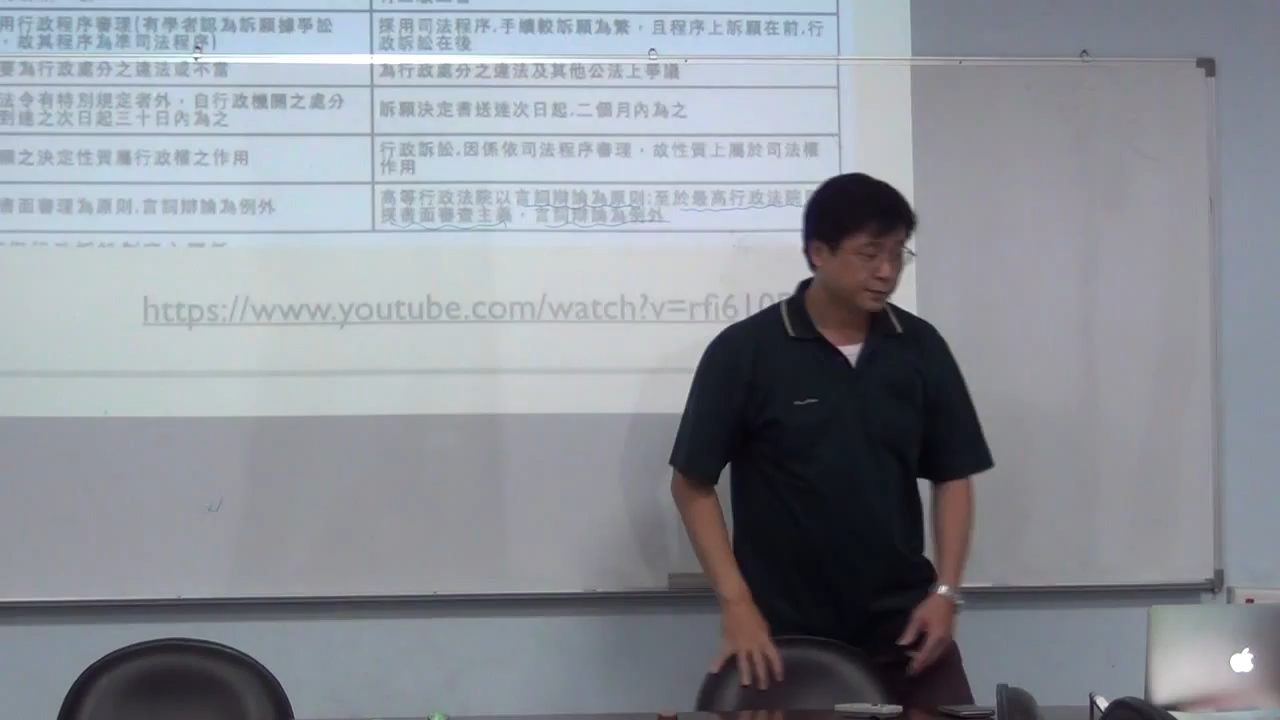 用行政程序審理(有學者認為訴願據爭訟
，故其程序為準司法程序)
採用司法程序,手續較訴願為繁，且程序上訴願在前,行
政訴訟在後
要為行政處分之違法或不當
為行政處分之違法及其他公法上爭議
法令有特別規定者外，自行政機關之處分
到達之次日起三十日內為之
訴願決定書送達次日起,二個月內為之
願之決定性質屬行政權之作用
行政訴訟,因係依司法程序審理，故性質上屬於司法權
作用
書面審理為原則,言詞辯論為例外
高等行政法院以言詞辯論為原則;至於最高行政法院
採書面審查主義，言詞辯論為例外
https://www.youtube.com/watch?v=rfi610